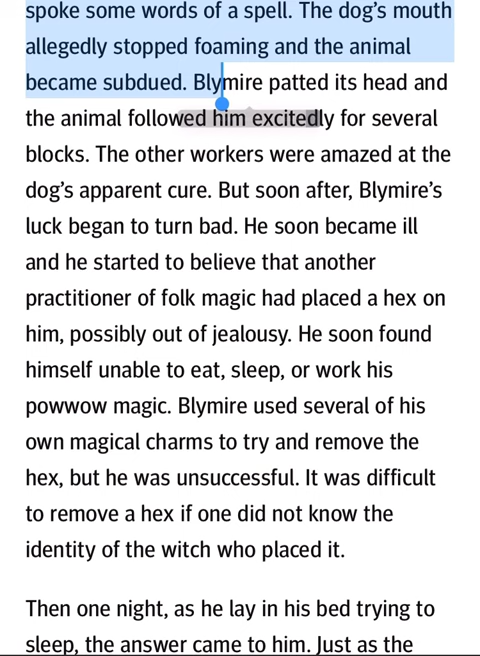 spoke some words of a spell. The dog’s mouth
allegedly stopped foaming and the animal
became subdued. Blymire patted its head and
the animal followed him excitedly for several
blocks. The other workers were amazed at the
dog’s apparent cure. But soon after, Blymire’s
luck began to turn bad. He soon became ill
and he started to believe that another
practitioner of folk magic had placed a hex on
him, possibly out of jealousy. He soon found
himself unable to eat, sleep, or work his
powwow magic. Blymire used several of his
own magical charms to try and remove the
hex, but he was unsuccessful. It was difficult
to remove a hex if one did not know the
identity of the witch who placed it.
Then one night, as he lay in his bed trying to
sleep, the answer came to him. Just as the